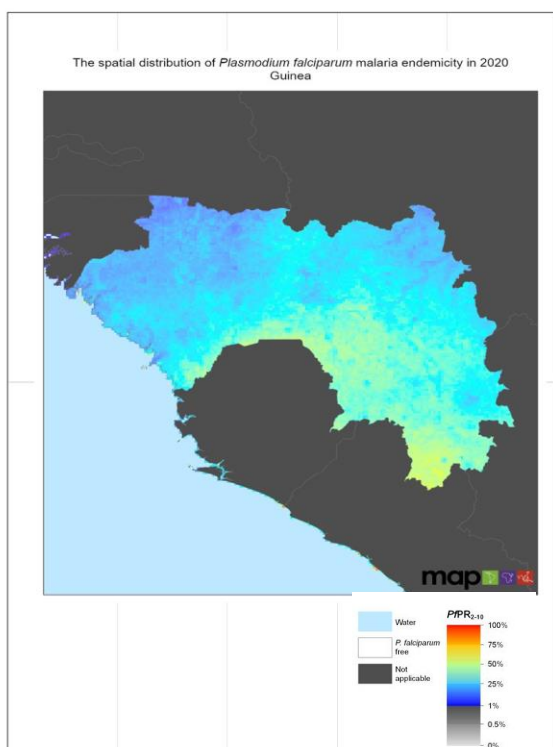 The spatial distribution of Plasmodium falciparum malaria endemicity in 2020
Guinea
map
Water
P. falciparum
free
Not
applicable
PfPR2-10
100%
75%
50%
25%
1%
0.5%
0%